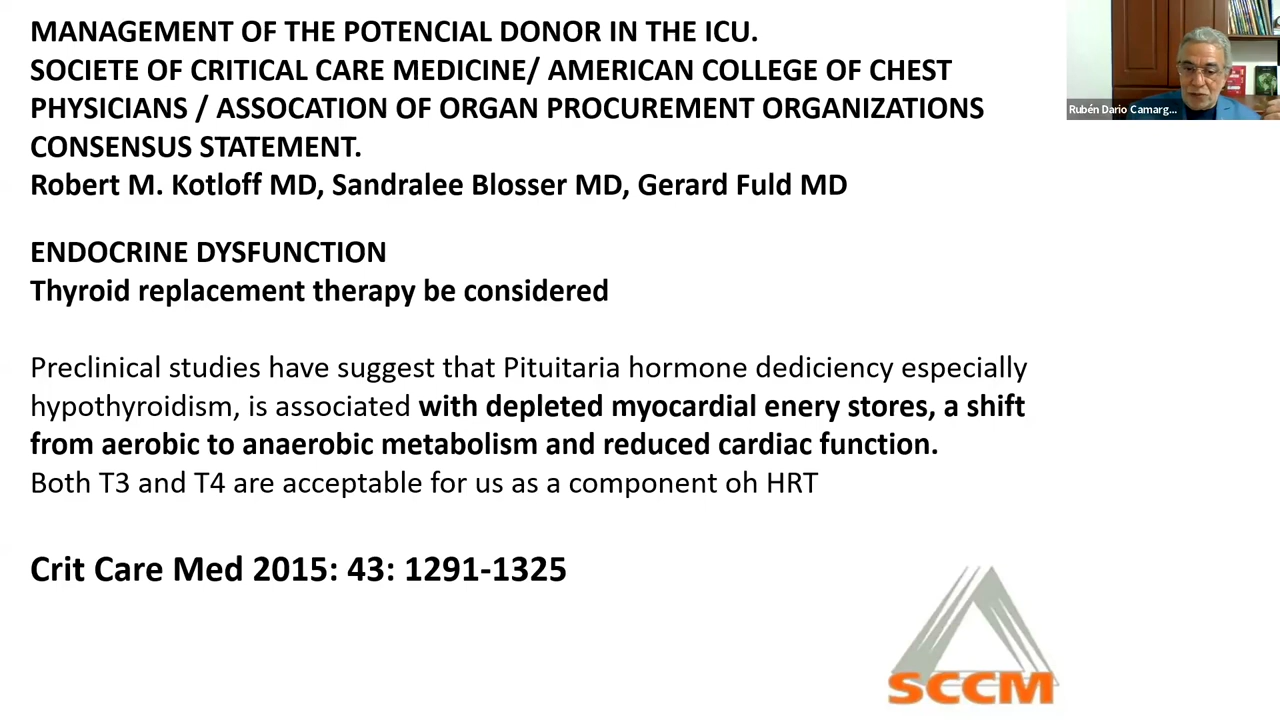 MANAGEMENT OF THE POTENCIAL DONOR IN THE ICU.
SOCIETE OF CRITICAL CARE MEDICINE/ AMERICAN COLLEGE OF CHEST
PHYSICIANS / ASSOCATION OF ORGAN PROCUREMENT ORGANIZATIONS
CONSENSUS STATEMENT.
Robert M. Kotloff MD, Sandralee Blosser MD, Gerard Fuld MD
Rubén Dario Camarg...
ENDOCRINE DYSFUNCTION
Thyroid replacement therapy be considered
Preclinical studies have suggest that Pituitaria hormone dediciency especially
hypothyroidism, is associated with depleted myocardial enery stores, a shift
from aerobic to anaerobic metabolism and reduced cardiac function.
Both T3 and T4 are acceptable for us as a component oh HRT
Crit Care Med 2015: 43: 1291-1325
SCCM